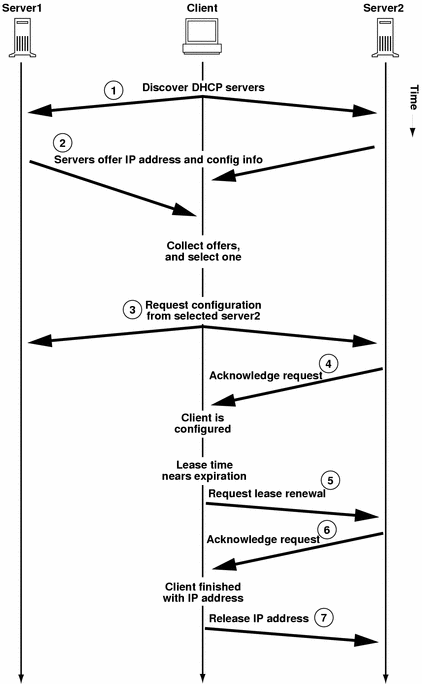 Server1
Client
Server2
Time
1
Discover DHCP servers
2
Servers offer IP address and config info
Collect offers,
and select one
3
Request configuration
from selected server2
4
Acknowledge request
Client is
configured
Lease time
nears expiration
5
Request lease renewal
6
Acknowledge request
Client finished
with IP address
Release IP address
7